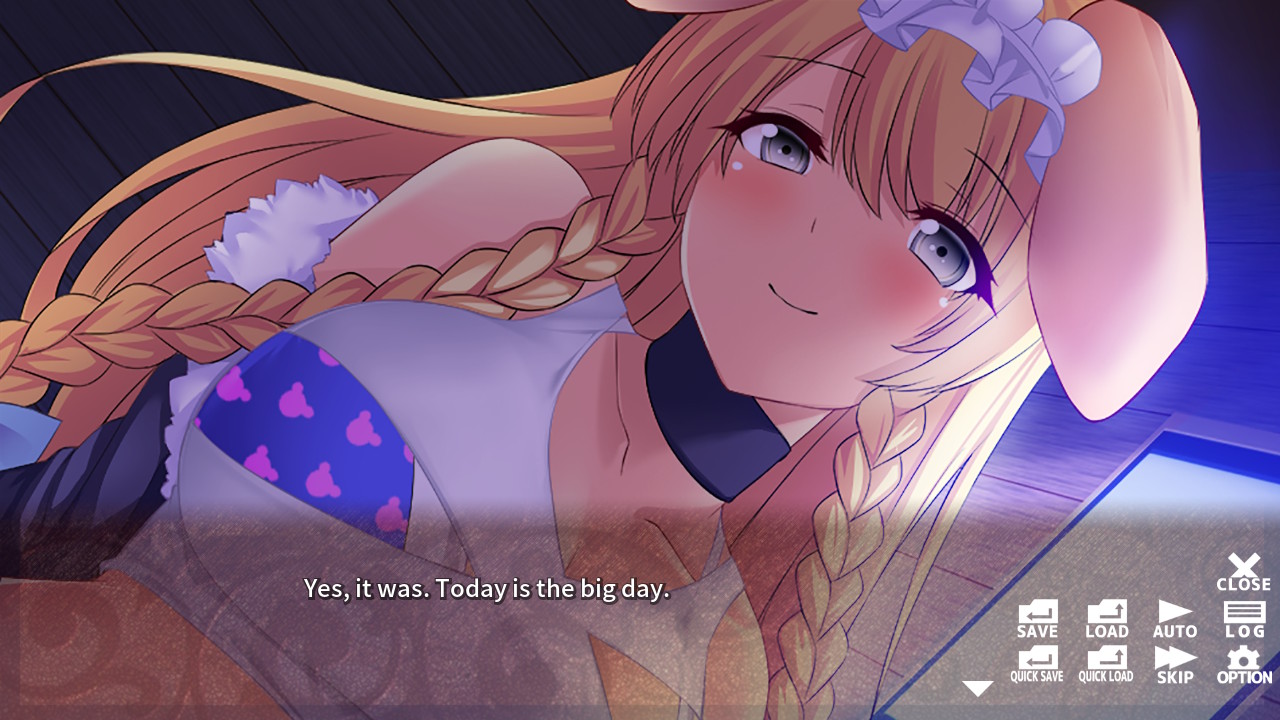 Yes, it was. Today is the big day.
CLOSE
SAVE LOAD AUTO LOG
QUICK SAVE QUICK LOAD SKIP OPTION